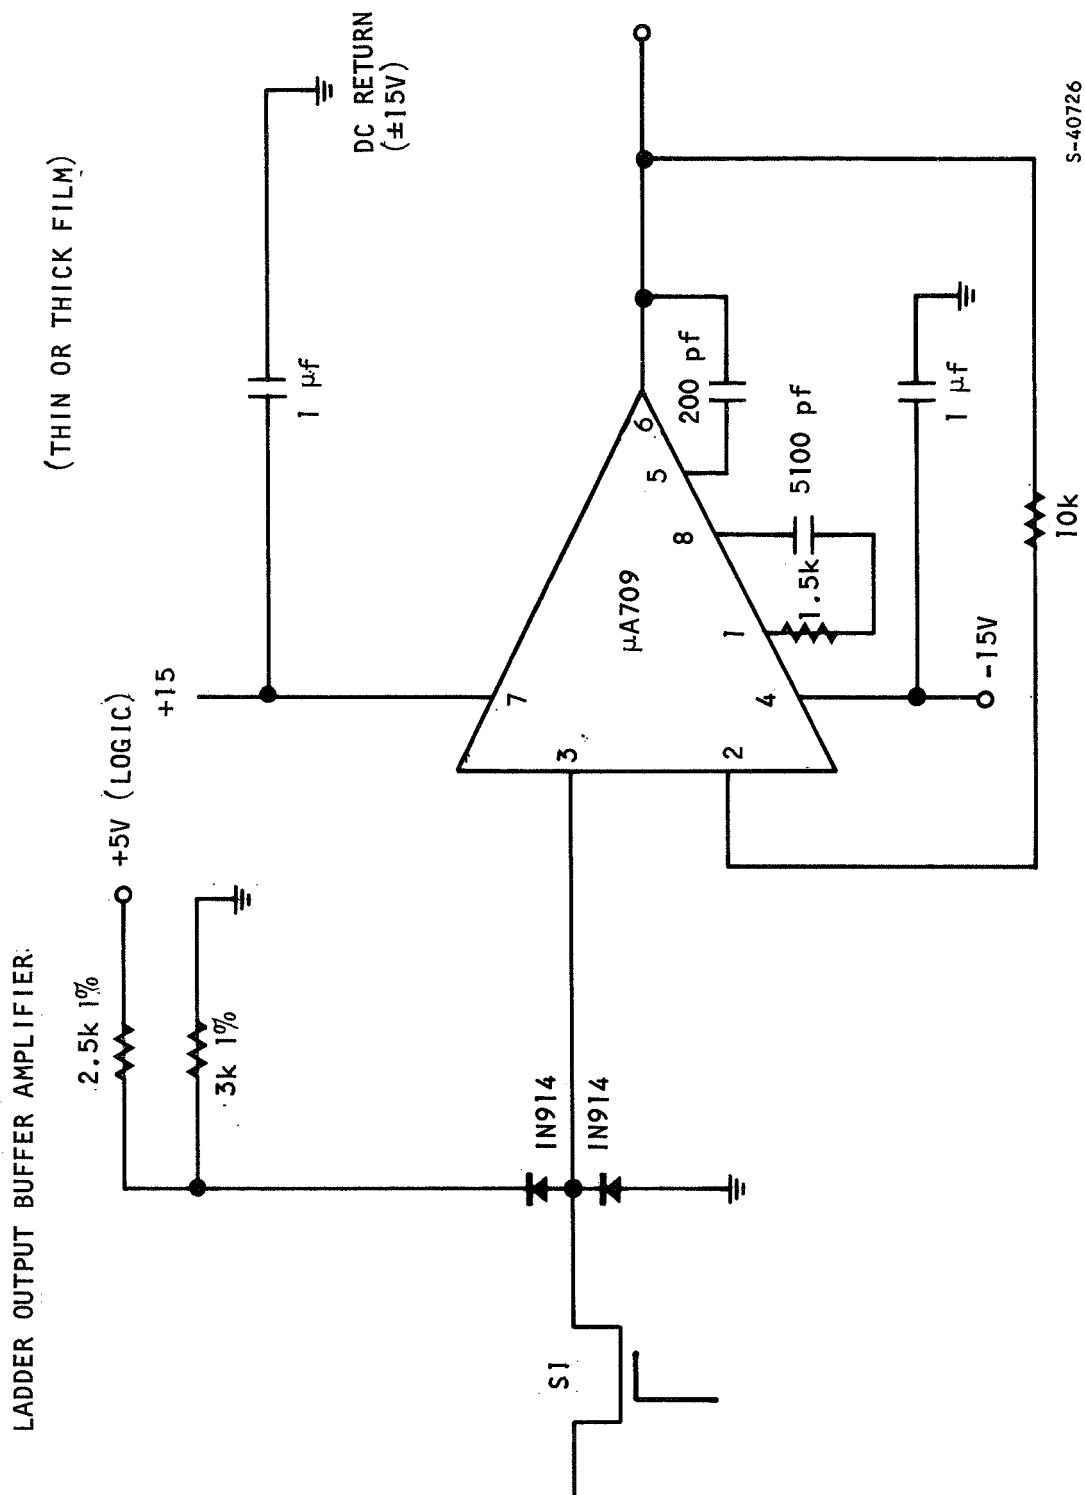 LADDER OUTPUT BUFFER AMPLIFIER
(THIN OR THICK FILM)
2.5k 1%
+5V (LOGIC)
3k 1%
+15
1 µf
DC RETURN
(±15V)
IN914
IN914
S1
3
2
7
4
µA709
1
8
5
6
1.5k
5100 pf
200 pf
1 µf
-15V
10k
S-40726